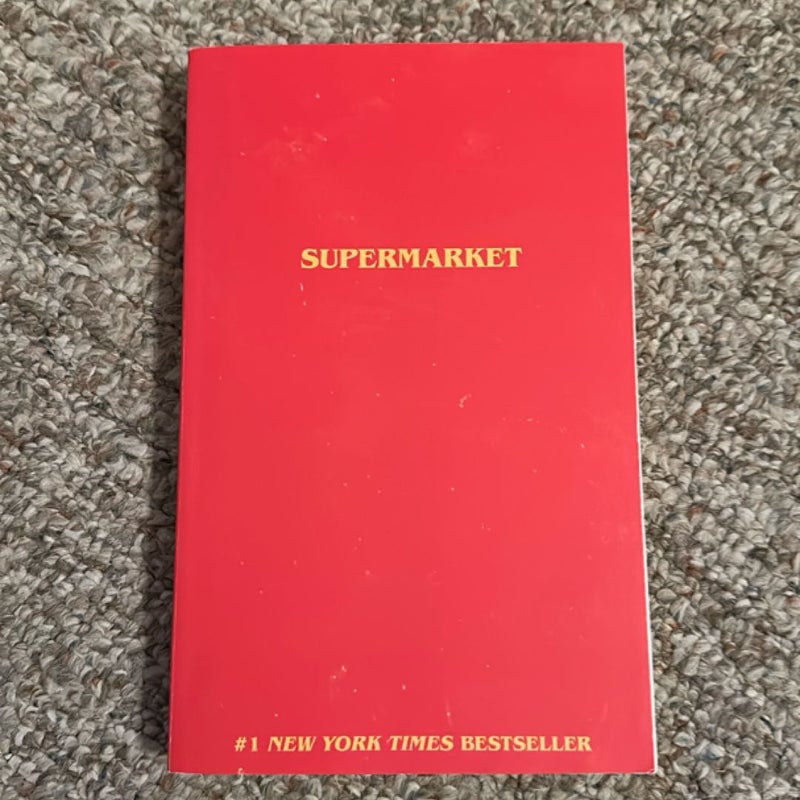 SUPERMARKET
#1 NEW YORK TIMES BESTSELLER